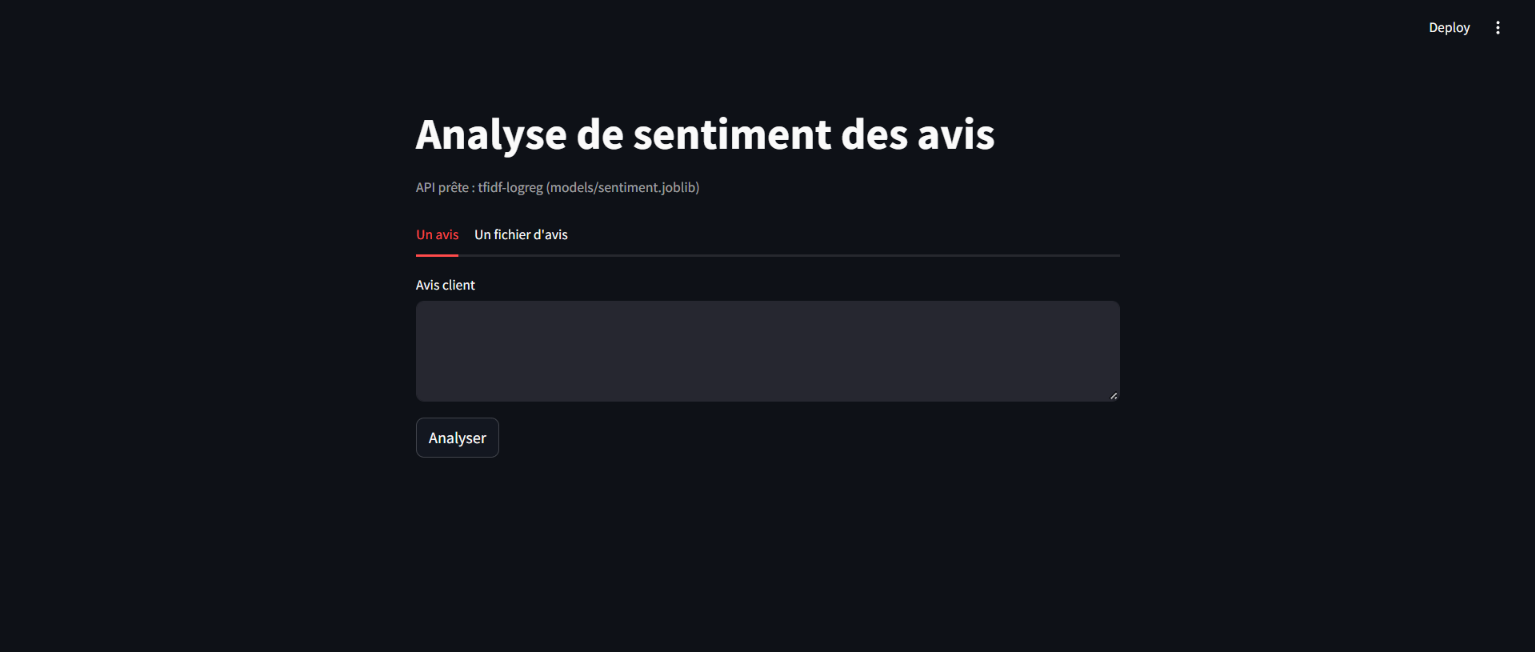 Deploy
Analyse de sentiment des avis
API prête : tfidf-logreg (models/sentiment.joblib)
Un avis Un fichier d'avis
Avis client
Analyser